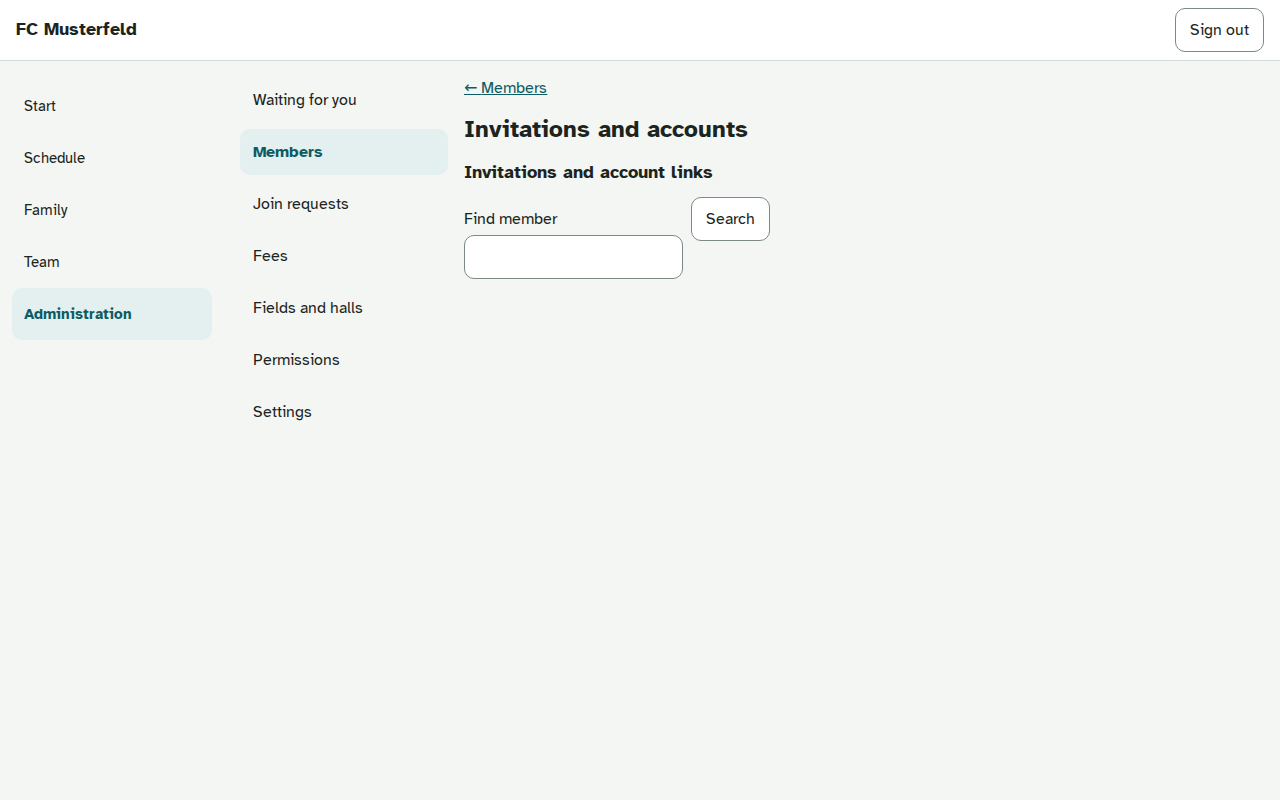 FC Musterfeld
Sign out
Start
Schedule
Family
Team
Administration
Waiting for you
Members
Join requests
Fees
Fields and halls
Permissions
Settings
← Members
Invitations and accounts
Invitations and account links
Find member
Search